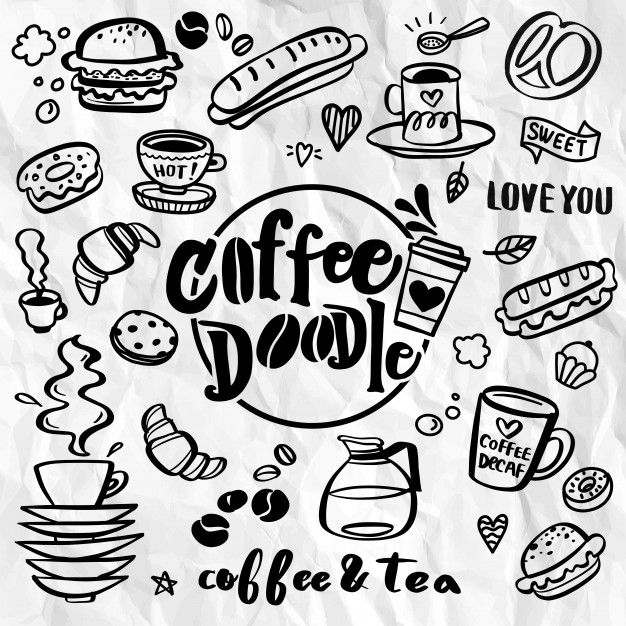 SWEET
HOT!
LOVE YOU
Coffee
Doodle
COFFEE
DECAF
coffee & tea